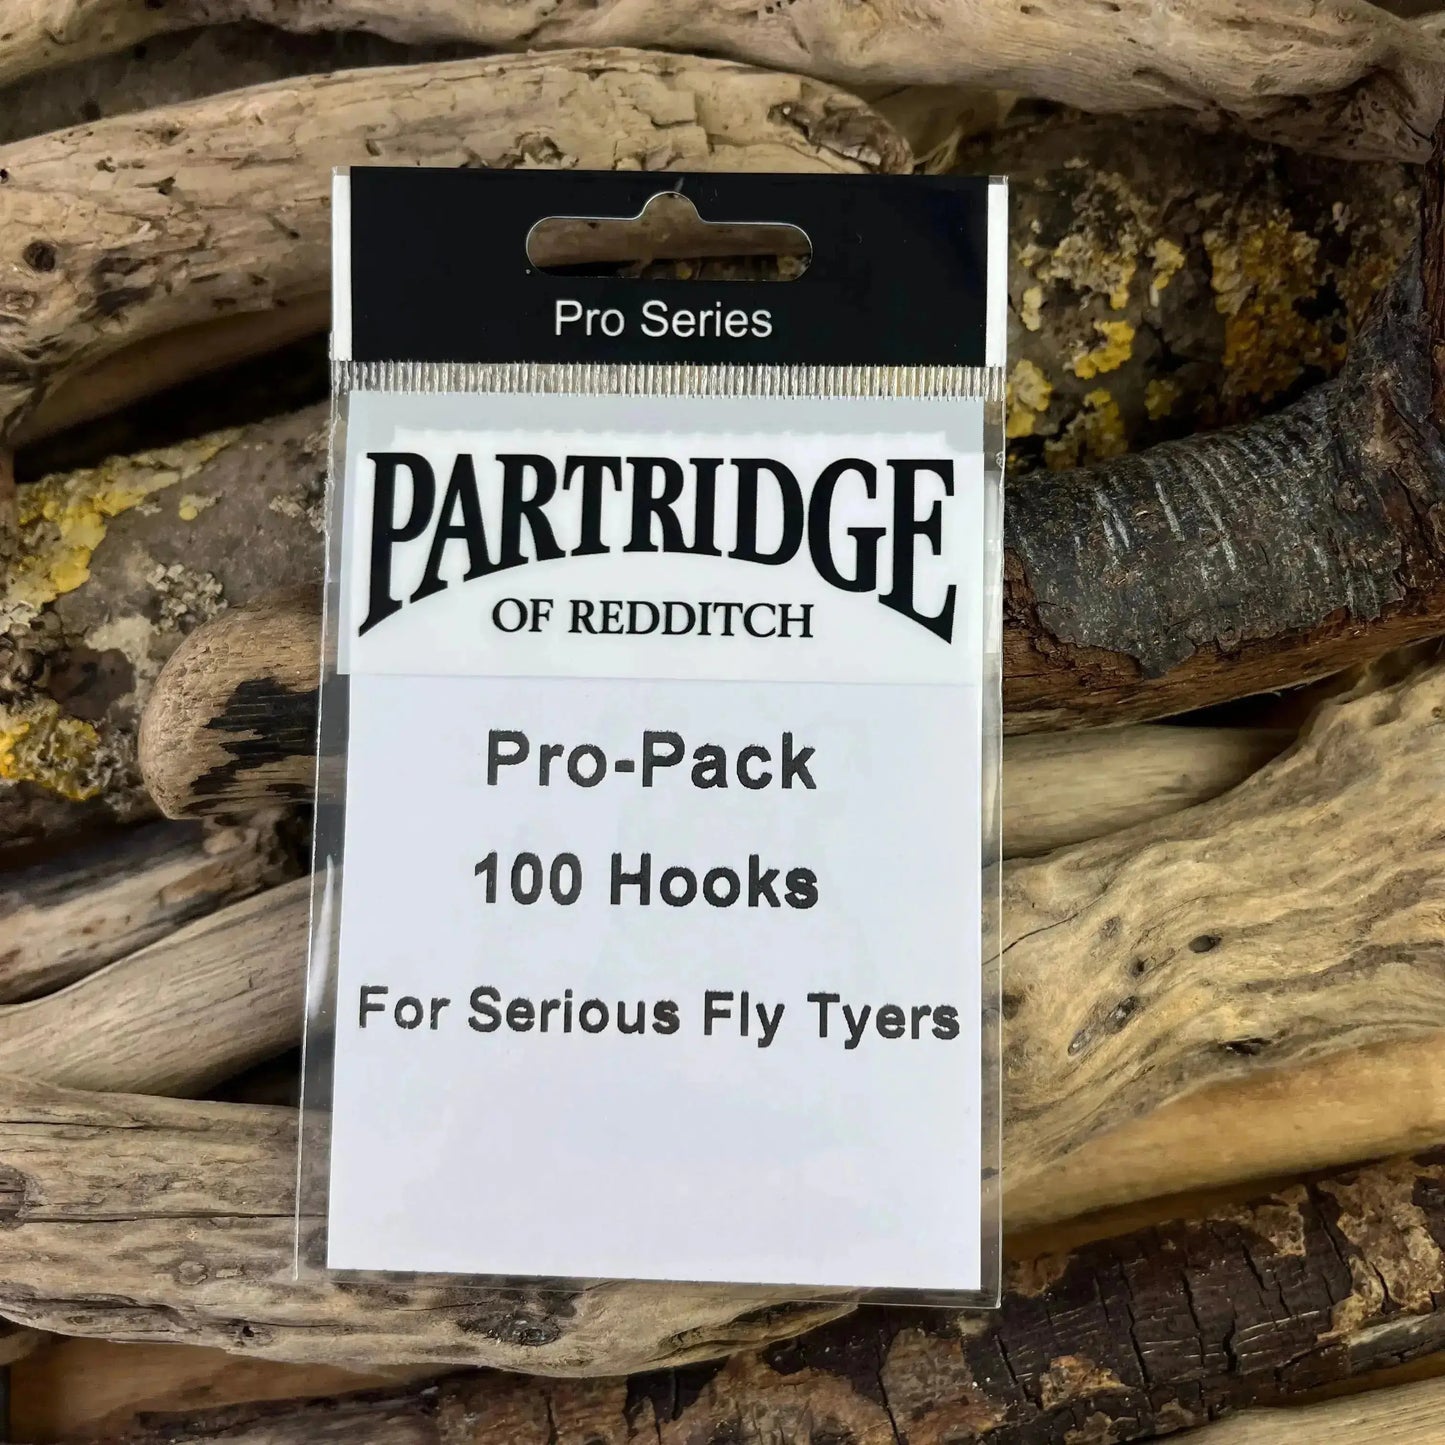 Pro Series
PARTRIDGE
OF REDDITCH
Pro-Pack
100 Hooks
For Serious Fly Tyers